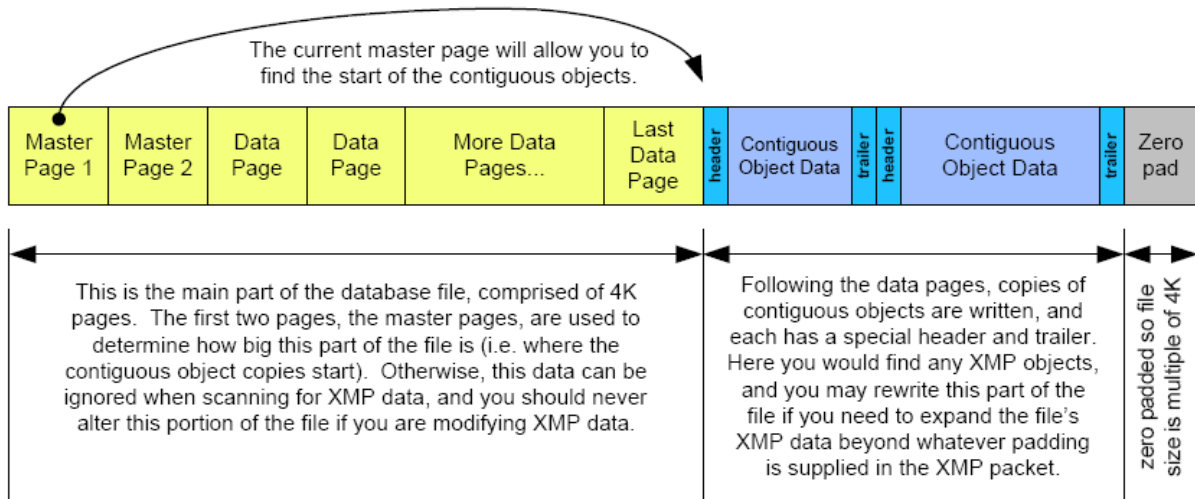 The current master page will allow you to
find the start of the contiguous objects.
Master
Page 1
Master
Page 2
Data
Page
Data
Page
More Data
Pages...
Last
Data
Page
header
Contiguous
Object Data
trailer
header
Contiguous
Object Data
trailer
Zero
pad
This is the main part of the database file, comprised of 4K
pages.  The first two pages, the master pages, are used to
determine how big this part of the file is (i.e. where the
contiguous object copies start).  Otherwise, this data can be
ignored when scanning for XMP data, and you should never
alter this portion of the file if you are modifying XMP data.
Following the data pages, copies of
contiguous objects are written, and
each has a special header and trailer.
Here you would find any XMP objects,
and you may rewrite this part of the
file if you need to expand the file's
XMP data beyond whatever padding
is supplied in the XMP packet.
zero padded so file
size is multiple of 4K